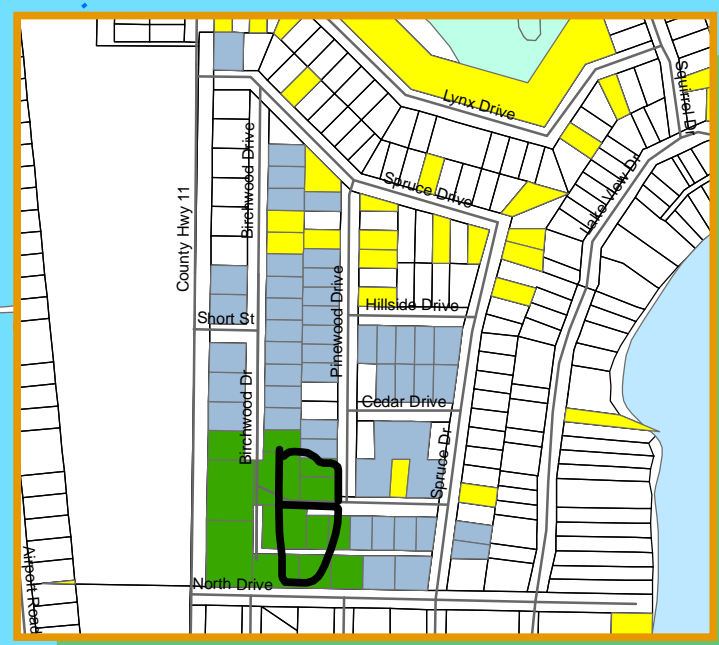 Lynx Drive
Squirrel Dr
Birchwood Drive
Spruce Drive
Lake View Dr
County Hwy 11
Pinewood Drive
Hillside Drive
Short St
Birchwood Dr
Cedar Drive
Spruce Dr
Airport Road
North Drive